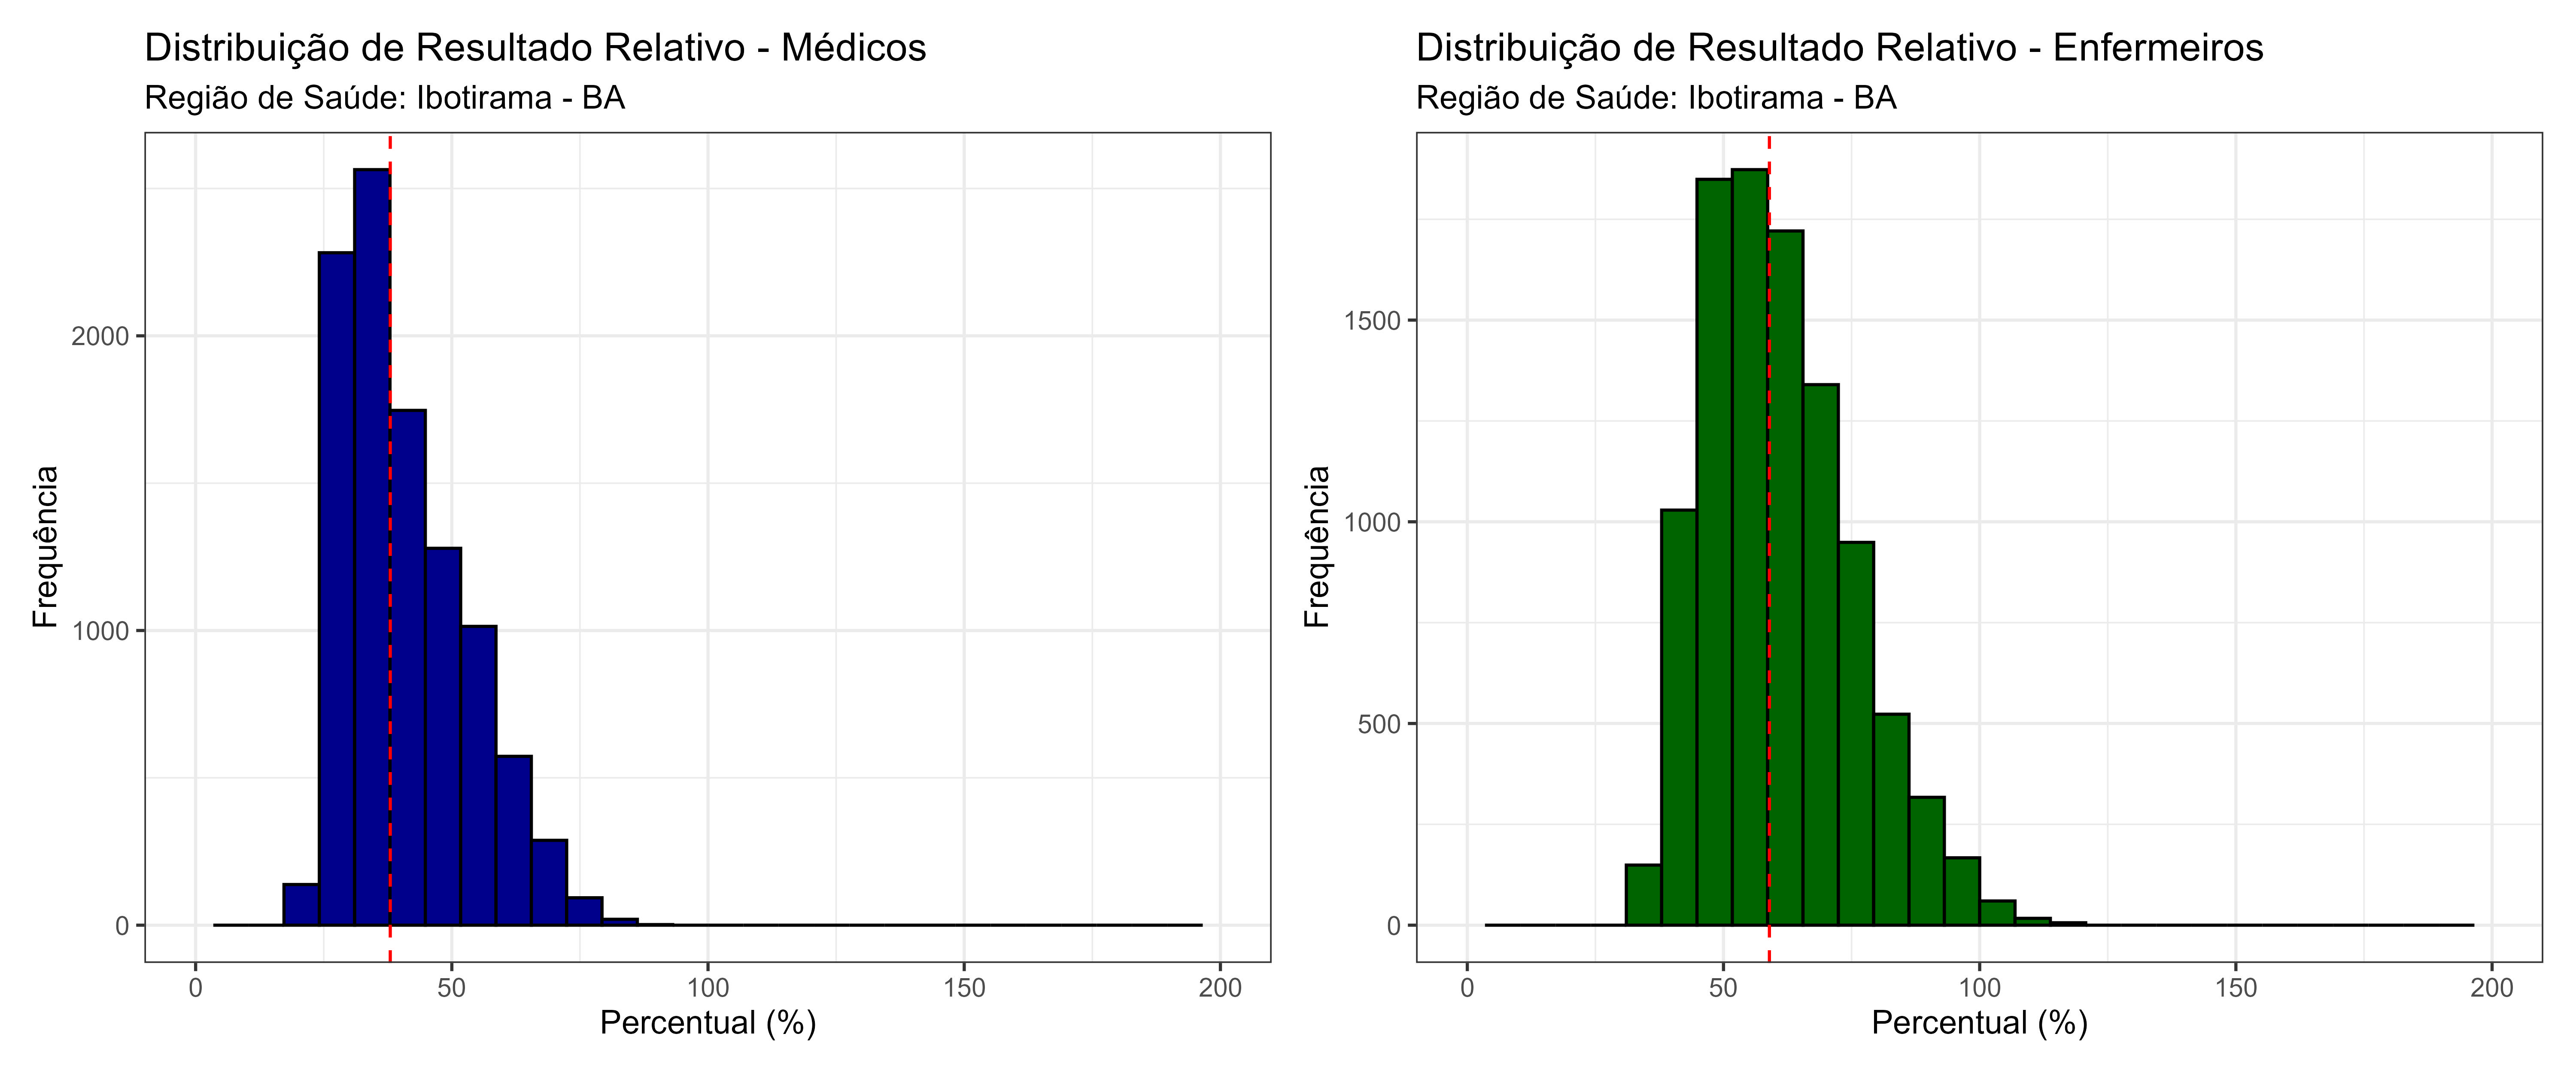 Distribuição de Resultado Relativo - Médicos
Região de Saúde: Ibotirama - BA
Frequência
2000
1000
0
0 50 100 150 200
Percentual (%)
Distribuição de Resultado Relativo - Enfermeiros
Região de Saúde: Ibotirama - BA
Frequência
1500
1000
500
0
0 50 100 150 200
Percentual (%)